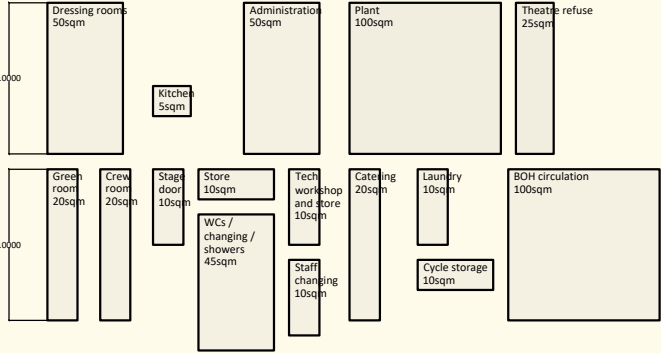 Dressing rooms
50sqm
Administration
50sqm
Plant
100sqm
Theatre refuse
25sqm
Kitchen
5sqm
Green
room
20sqm
Crew
room
20sqm
Stage
door
10sqm
Store
10sqm
WCs /
changing /
showers
45sqm
Tech
workshop
and store
10sqm
Staff
changing
10sqm
Catering
20sqm
Laundry
10sqm
Cycle storage
10sqm
BOH circulation
100sqm